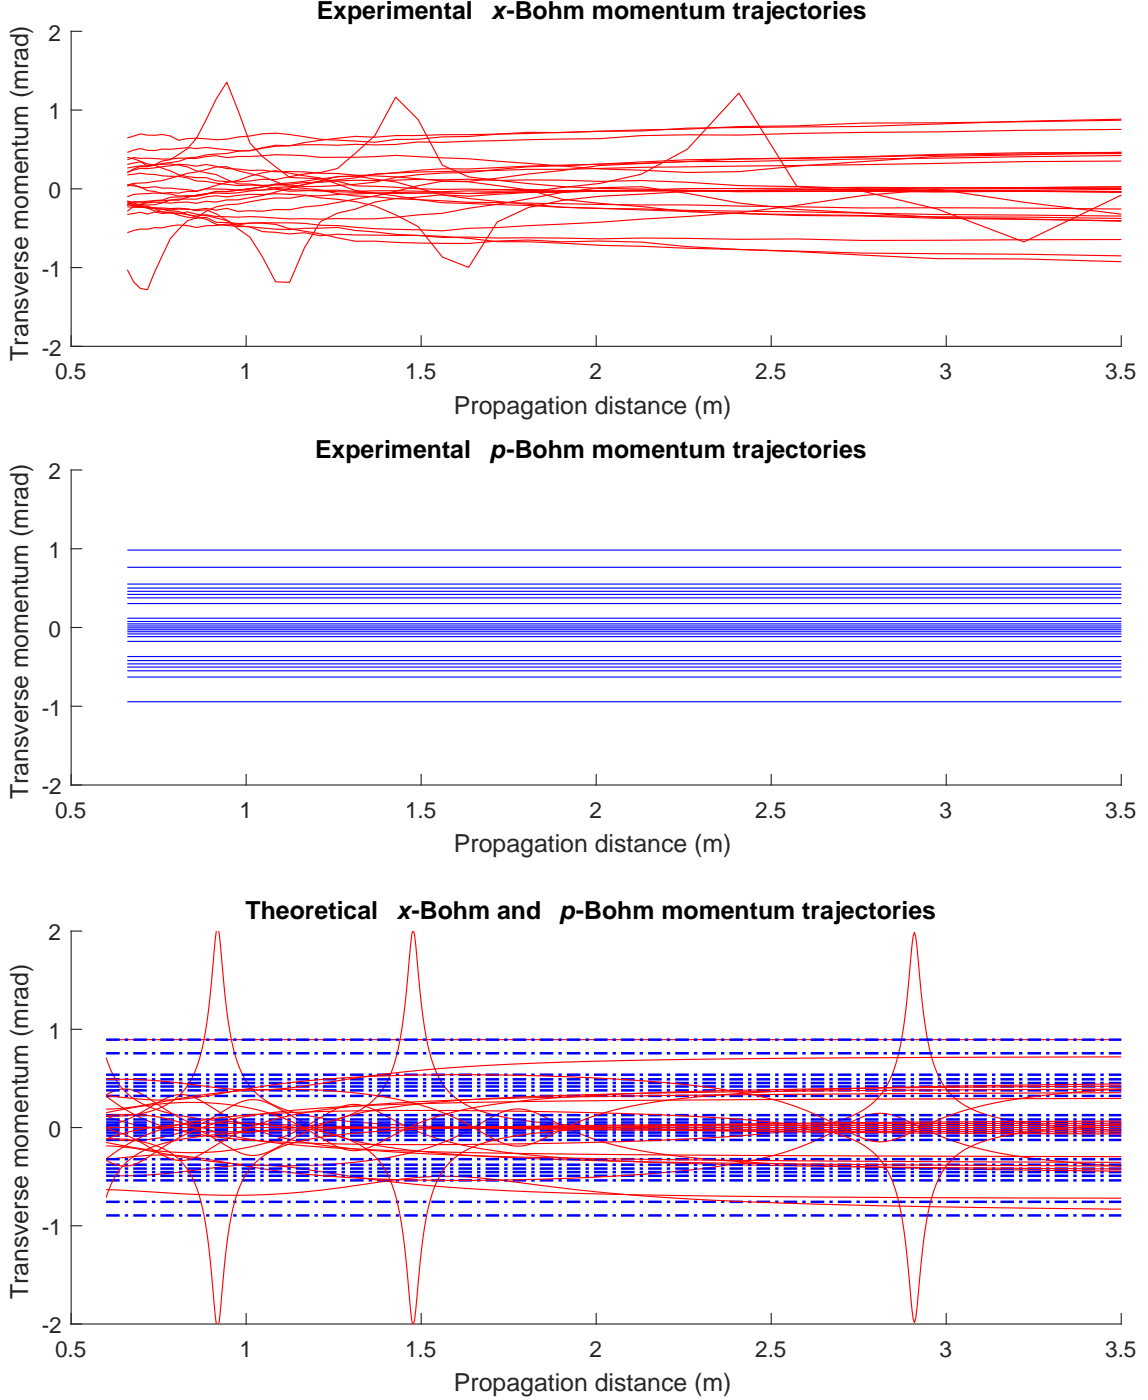 Experimental x-Bohm momentum trajectories
Transverse momentum (mrad)
2
1
0
-1
-2
0.5 1 1.5 2 2.5 3 3.5
Propagation distance (m)
Experimental p-Bohm momentum trajectories
Transverse momentum (mrad)
2
1
0
-1
-2
0.5 1 1.5 2 2.5 3 3.5
Propagation distance (m)
Theoretical x-Bohm and p-Bohm momentum trajectories
Transverse momentum (mrad)
2
1
0
-1
-2
0.5 1 1.5 2 2.5 3 3.5
Propagation distance (m)